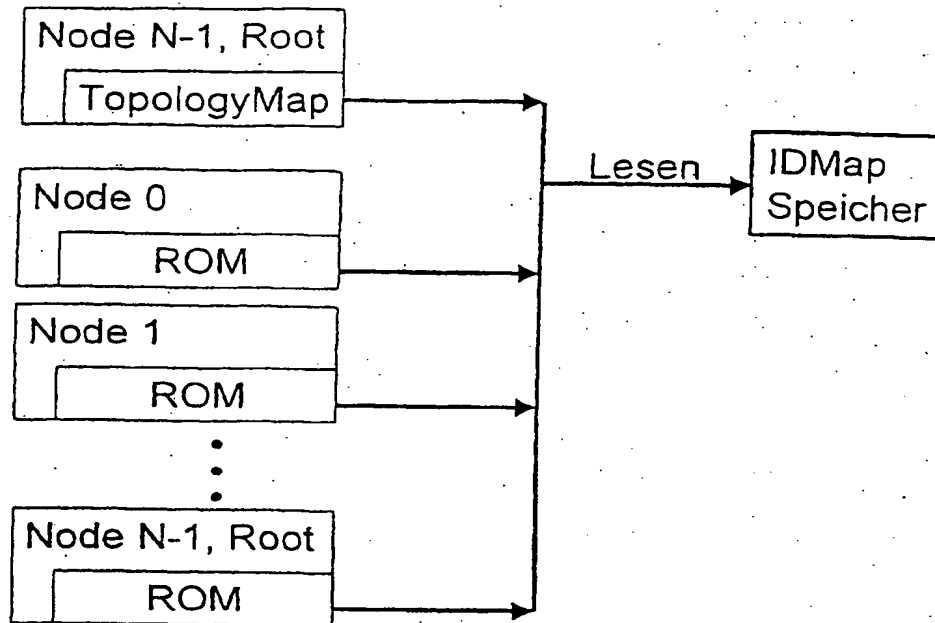 Node N-1, Root
TopologyMap
Lesen
IDMap
Speicher
Node 0
ROM
Node 1
ROM
Node N-1, Root
ROM